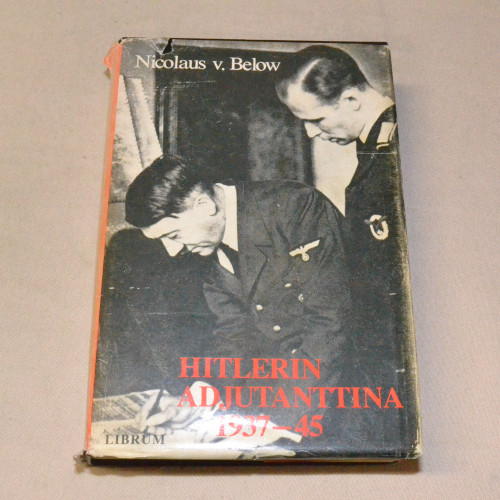 Nicolaus v. Below
HITLERIN
ADJUTANTTINA
1937—45
LIBRUM